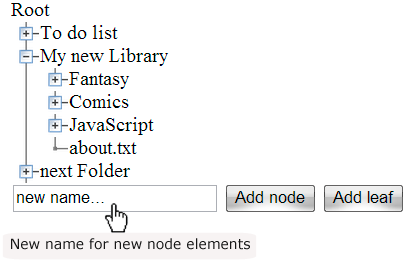 Root
To do list
My new Library
Fantasy
Comics
JavaScript
about.txt
next Folder
new name... Add node Add leaf
New name for new node elements